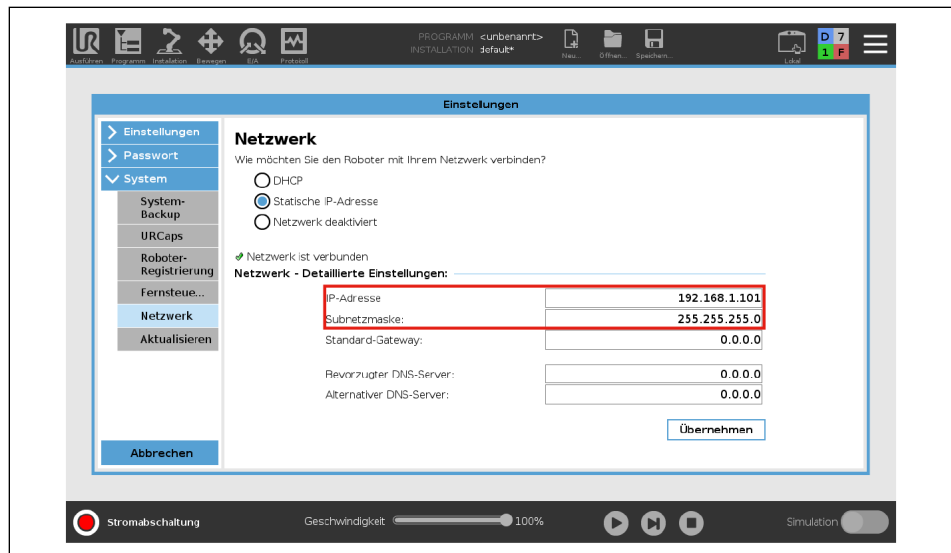 PROGRAMM <unbenannt>
INSTALLATION default*
Ausführen Programm Installation Bewegen E/A Protokoll Neu... Öffnen... Speichern... Lokal
D 7
1 F
Einstellungen
Einstellungen
Passwort
System
System-
Backup
URCaps
Roboter-
Registrierung
Fernsteue...
Netzwerk
Aktualisieren
Abbrechen
Netzwerk
Wie möchten Sie den Roboter mit Ihrem Netzwerk verbinden?
DHCP
Statische IP-Adresse
Netzwerk deaktiviert
Netzwerk ist verbunden
Netzwerk - Detaillierte Einstellungen:
IP-Adresse 192.168.1.101
Subnetzmaske: 255.255.255.0
Standard-Gateway: 0.0.0.0
Bevorzugter DNS-Server: 0.0.0.0
Alternativer DNS-Server: 0.0.0.0
Übernehmen
Stromabschaltung Geschwindigkeit 100% Simulation